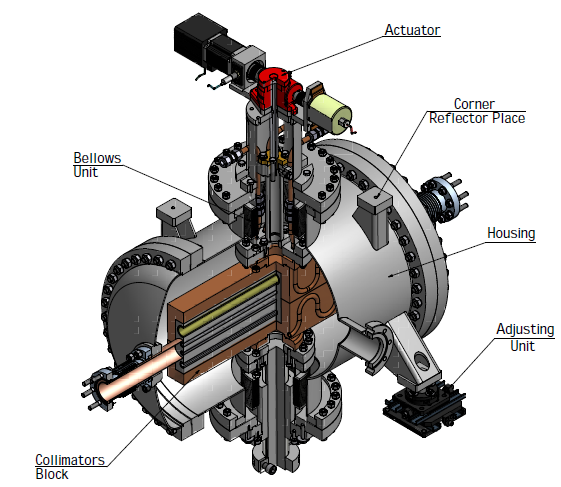 Actuator
Corner
Reflector Place
Bellows
Unit
Housing
Adjusting
Unit
Collimators
Block